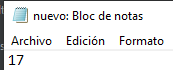 nuevo: Bloc de notas
Archivo Edición Formato
17